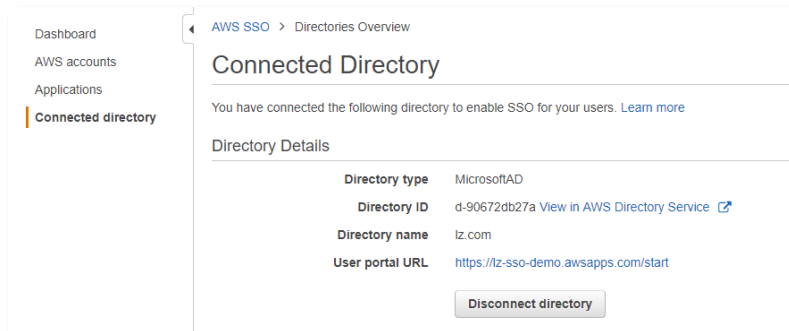 Dashboard
AWS accounts
Applications
Connected directory
AWS SSO > Directories Overview
Connected Directory
You have connected the following directory to enable SSO for your users. Learn more
Directory Details
Directory type MicrosoftAD
Directory ID d-90672db27a View in AWS Directory Service
Directory name lz.com
User portal URL https://lz-sso-demo.awsapps.com/start
Disconnect directory